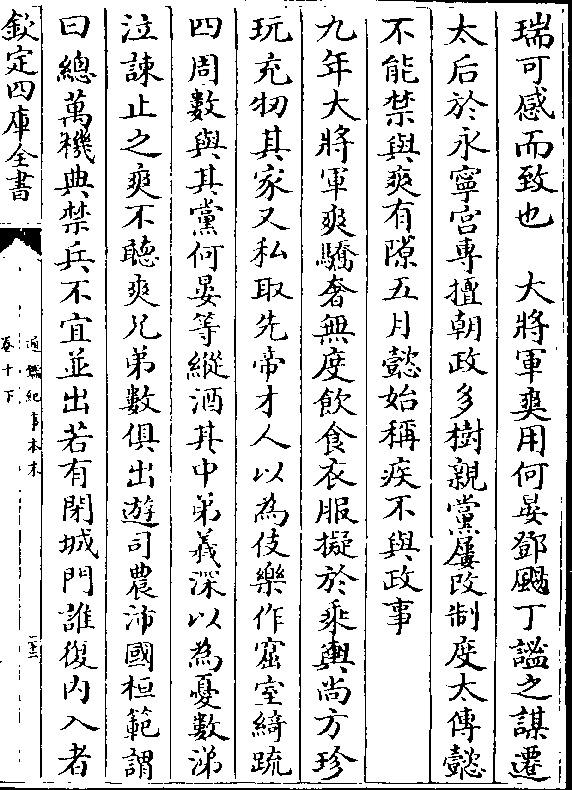 瑞可感而致也　大將軍爽用何晏鄧颺丁謐之謀遷
太后於永寧宮專擅朝政多樹親黨屢改制度太傅懿
不能禁與爽有隙五月懿始稱疾不與政事
九年大將軍爽驕奢無度飲食衣服擬於乘輿尚方珍
玩充牣其家又私取先帝才人以為伎樂作窟室綺疏
四周數與其黨何晏等縱酒其中弟羲深以為憂數涕
泣諫止之爽不聽爽兄弟數俱出遊司農沛國桓範謂
曰總萬機典禁兵不宜並出若有閉城門誰復內入者
欽定四庫全書
通鑑紀事本末
卷十下